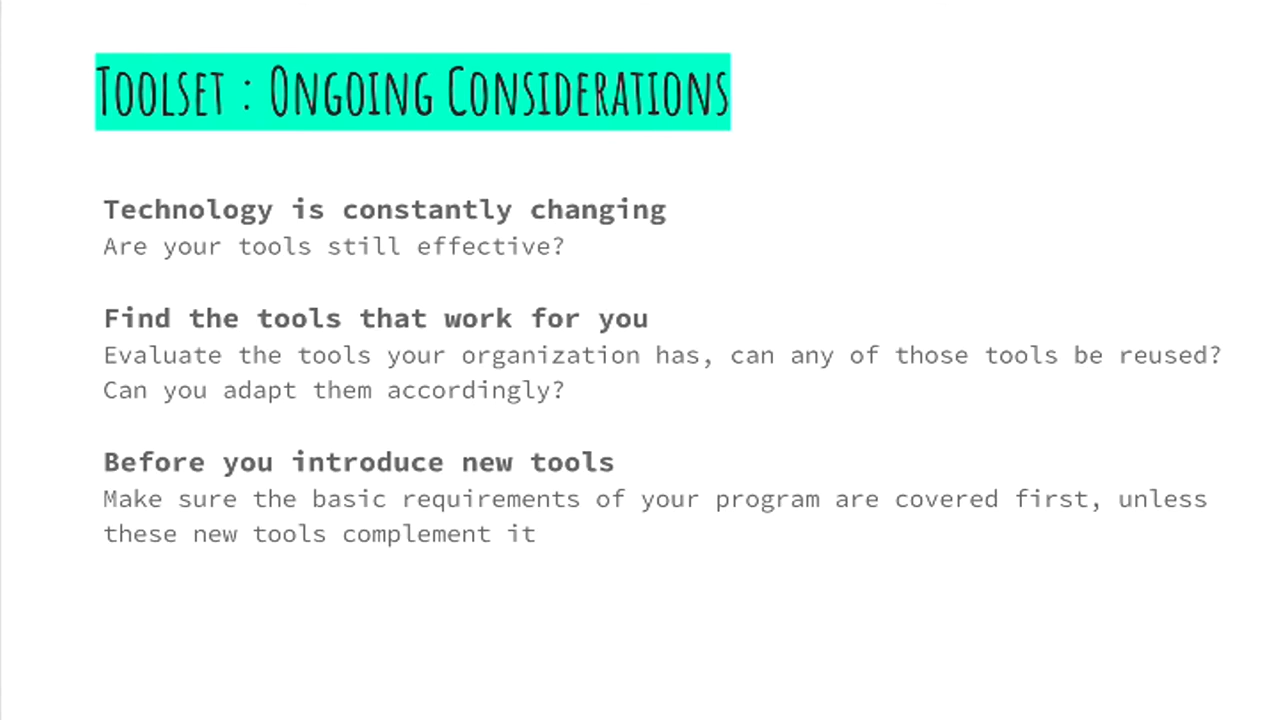 Toolset : Ongoing Considerations
Technology is constantly changing
Are your tools still effective?
Find the tools that work for you
Evaluate the tools your organization has, can any of those tools be reused?
Can you adapt them accordingly?
Before you introduce new tools
Make sure the basic requirements of your program are covered first, unless
these new tools complement it